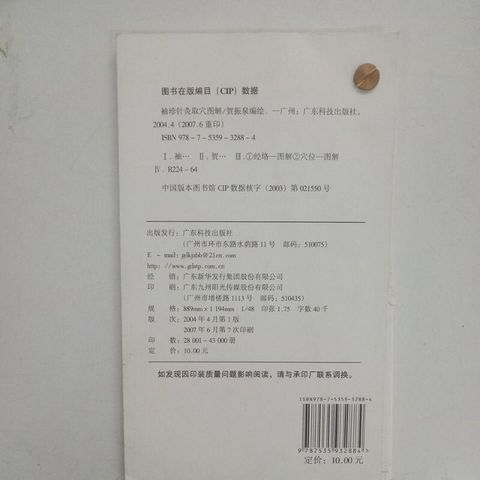 图书在版编目（CIP）数据
袖珍针灸取穴图解/贺振泉编绘．—广州：广东科技出版社，
2004.4（2007.6重印）
ISBN 978-7-5359-3288-4
Ⅰ.袖… Ⅱ.贺… Ⅲ.①经络—图解②穴位—图解
Ⅳ.R224-64
中国版本图书馆CIP数据核字（2003）第021550号
出版发行：广东科技出版社
（广州市环市东路水荫路11号 邮码：510075）
E - mail：gdkjzbb@21cn.com
http：//www.gdstp.com.cn
经 销：广东新华发行集团股份有限公司
印 刷：广东九州阳光传媒股份有限公司
（广州市增槎路1113号 邮码：510435）
规 格：889mm×1 194mm 1/48 印张1.75 字数40千
版 次：2004年4月第1版
2007年6月第7次印刷
印 数：28 001-43 000册
定 价：10.00元
如发现因印装质量问题影响阅读，请与承印厂联系调换。
ISBN978-7-5359-3288-4
9 787535 932884 >
定价：10.00 元